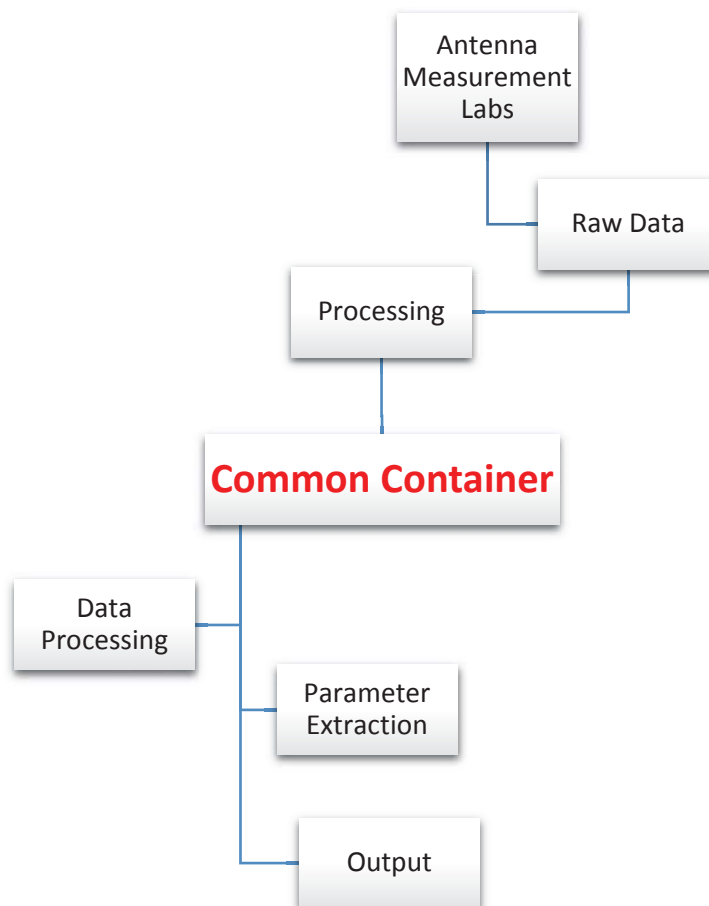 Antenna
Measurement
Labs
Raw Data
Processing
Common Container
Data
Processing
Parameter
Extraction
Output